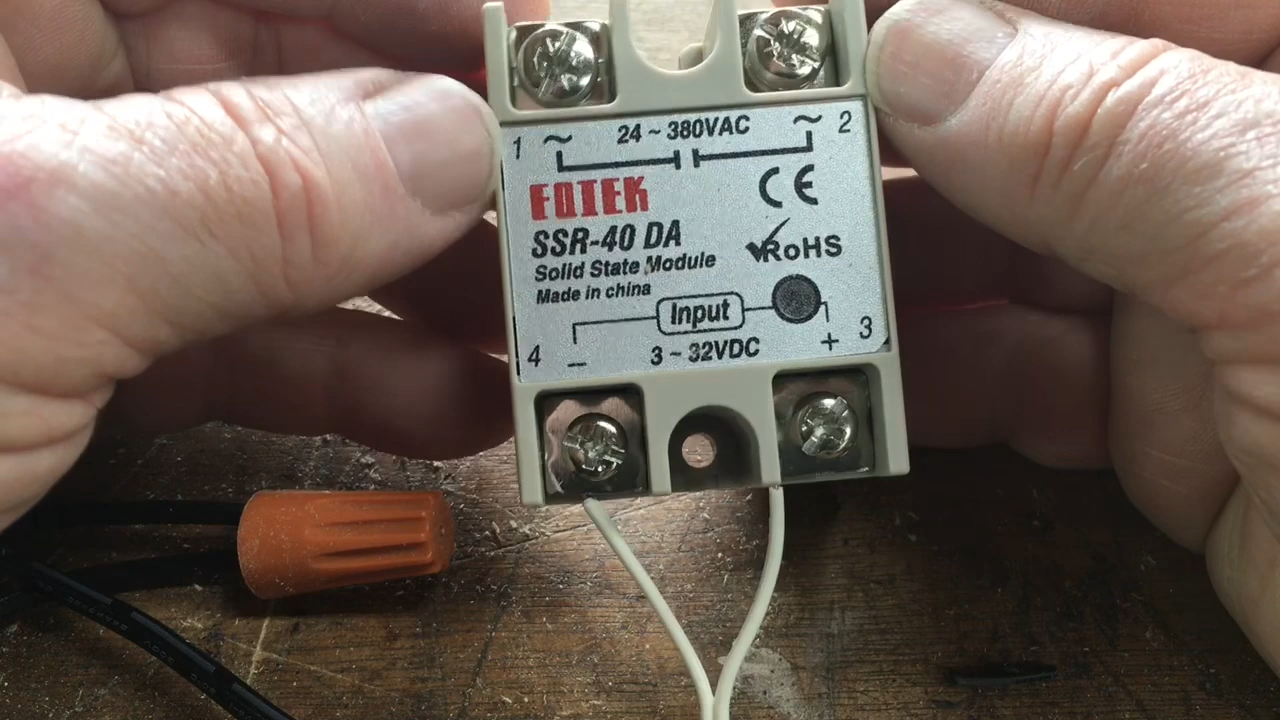 1 ~ 24 ~ 380VAC ~ 2
FOTEK
CE
SSR-40 DA
RoHS
Solid State Module
Made in china
Input
4 - 3 ~ 32VDC + 3